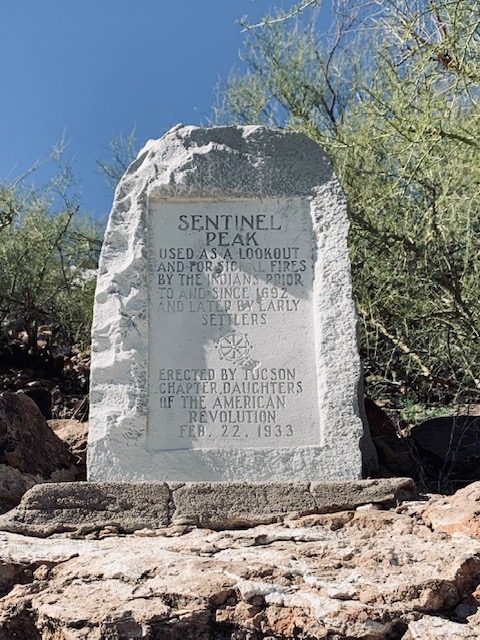 SENTINEL
PEAK
USED AS A LOOKOUT
AND FOR SIGNAL FIRES
BY THE INDIANS PRIOR
TO AND SINCE 1692
AND LATER BY EARLY
SETTLERS
ERECTED BY TUCSON
CHAPTER, DAUGHTERS
OF THE AMERICAN
REVOLUTION
FEB. 22, 1933